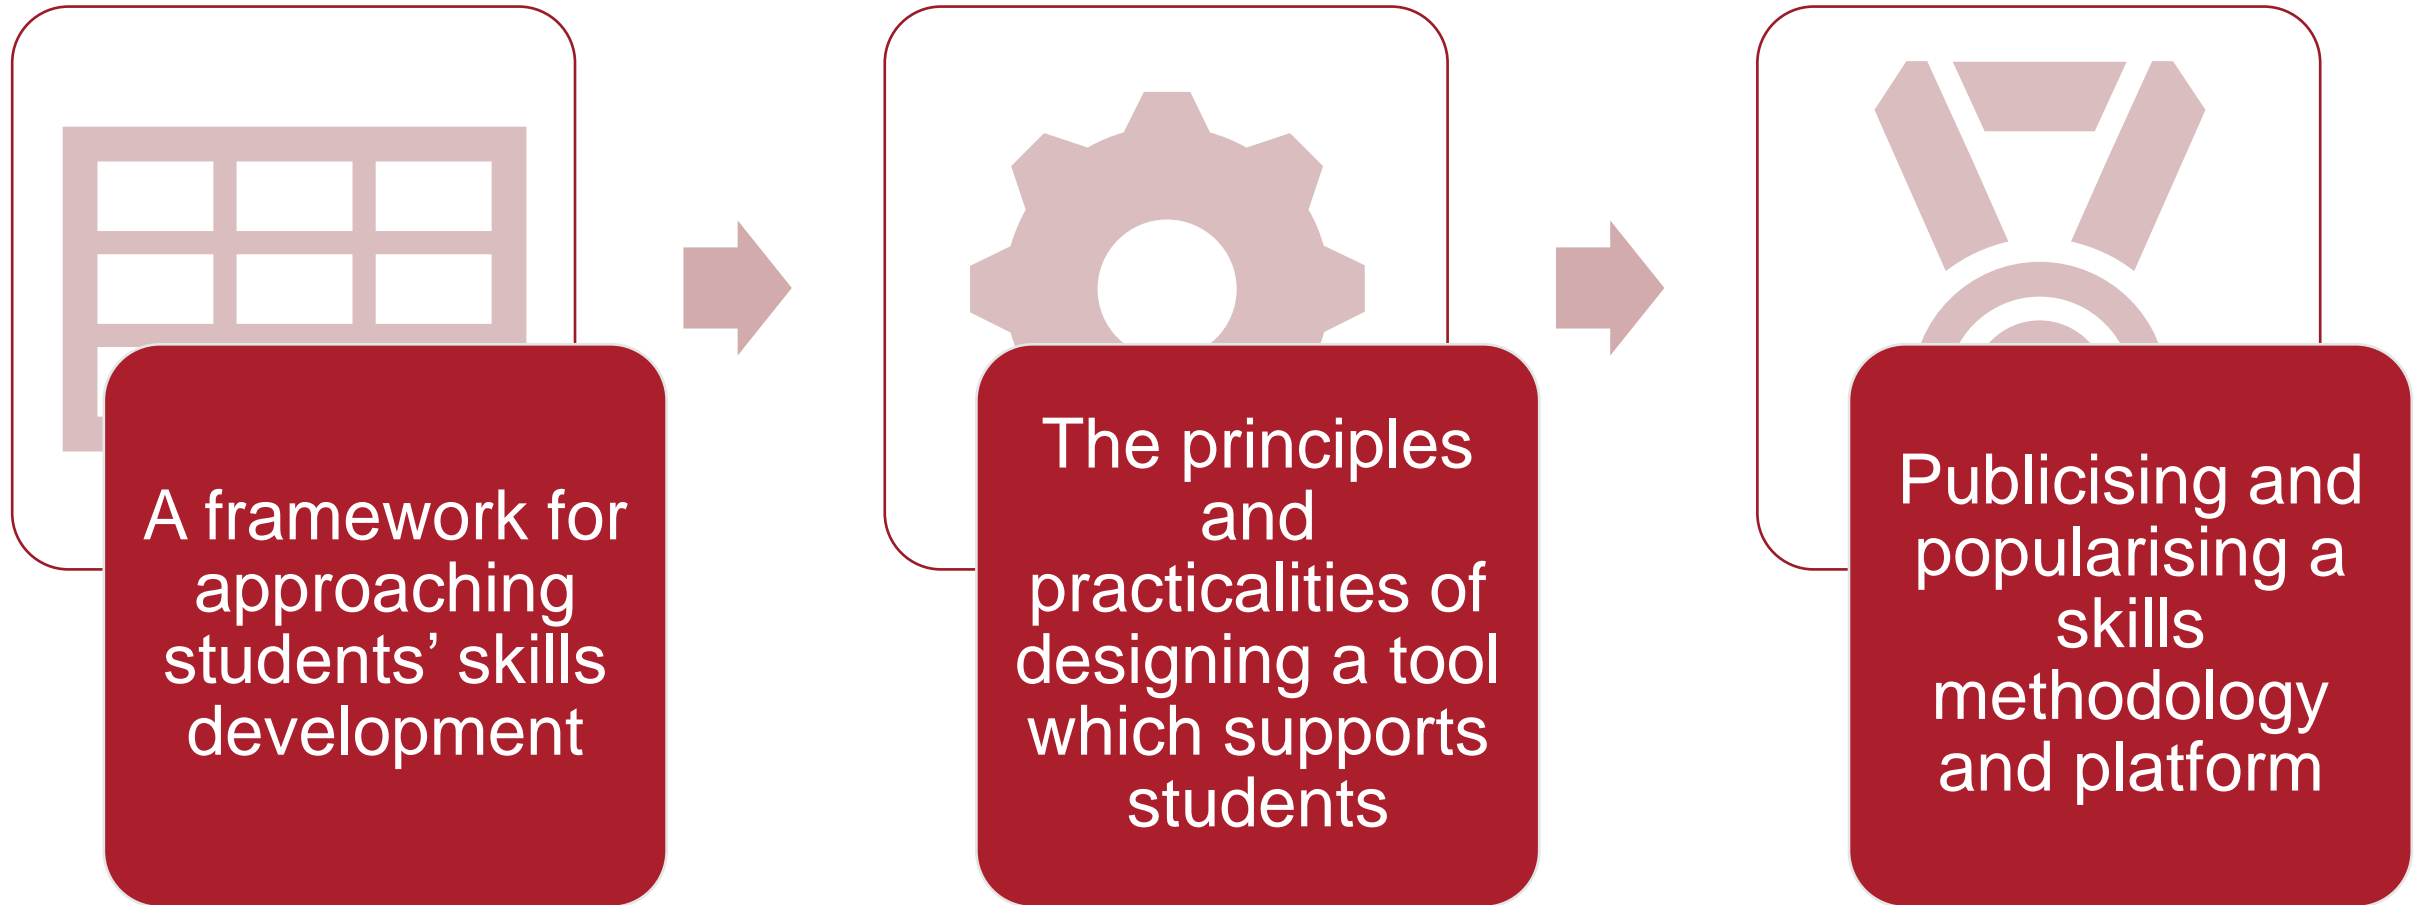 A framework for
approaching
students’ skills
development
The principles
and
practicalities of
designing a tool
which supports
students
Publicising and
popularising a
skills
methodology
and platform